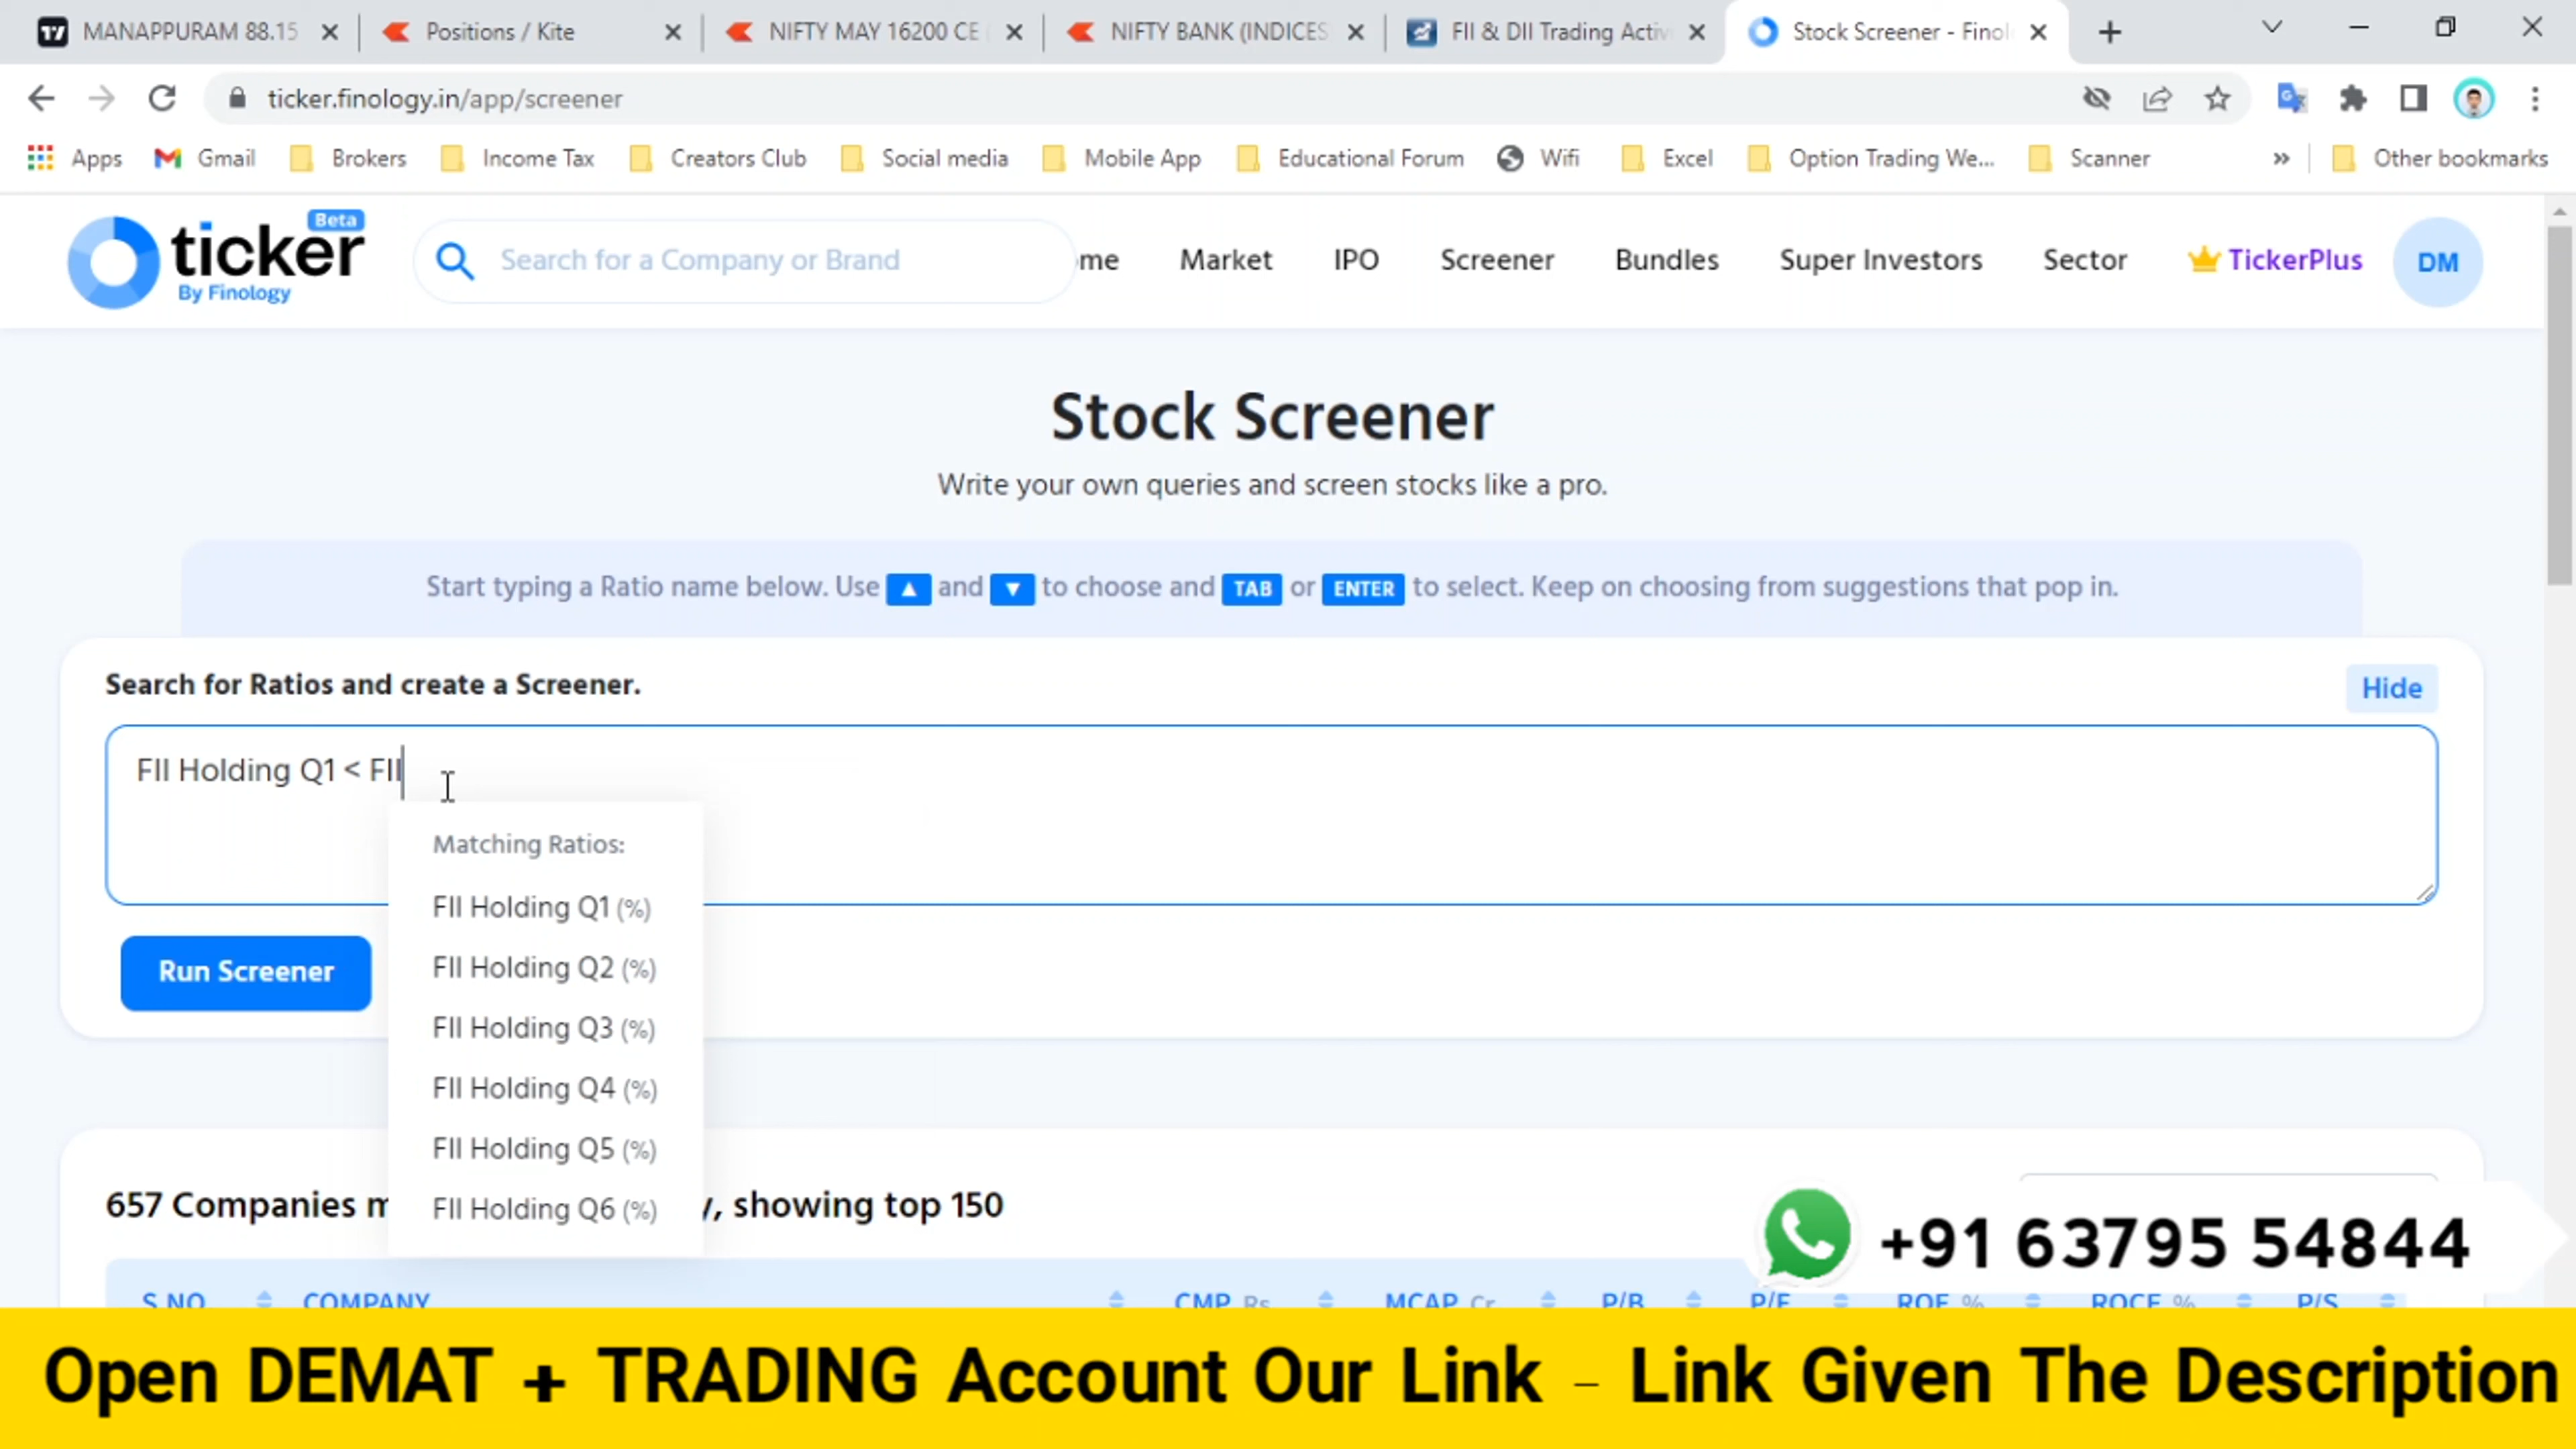 MANAPPURAM 88.15
Positions / Kite
NIFTY MAY 16200 CE
NIFTY BANK (INDICES
FII & DII Trading Activ
Stock Screener - Finol
ticker.finology.in/app/screener
Apps
Gmail
Brokers
Income Tax
Creators Club
Social media
Mobile App
Educational Forum
Wifi
Excel
Option Trading We...
Scanner
»
Other bookmarks
ticker
Beta
By Finology
Search for a Company or Brand
me
Market
IPO
Screener
Bundles
Super Investors
Sector
TickerPlus
DM
Stock Screener
Write your own queries and screen stocks like a pro.
Start typing a Ratio name below. Use ▲ and ▼ to choose and TAB or ENTER to select. Keep on choosing from suggestions that pop in.
Search for Ratios and create a Screener.
Hide
FII Holding Q1 < FII
Matching Ratios:
FII Holding Q1 (%)
FII Holding Q2 (%)
FII Holding Q3 (%)
FII Holding Q4 (%)
FII Holding Q5 (%)
FII Holding Q6 (%)
Run Screener
657 Companies m
y, showing top 150
+91 63795 54844
S.NO
COMPANY
CMP Rs
MCAP Cr
P/B
P/E
ROE %
ROCE %
P/S
Open DEMAT + TRADING Account Our Link - Link Given The Description